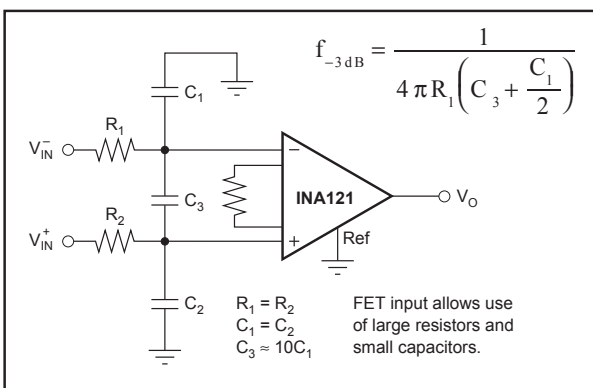 f−3dB = 1 / 4πR1(C3 + C1/2)
C1
R1
V−IN
C3
INA121
VO
R2
V+IN
Ref
C2
R1 = R2
C1 = C2
C3 ≈ 10C1
FET input allows use
of large resistors and
small capacitors.